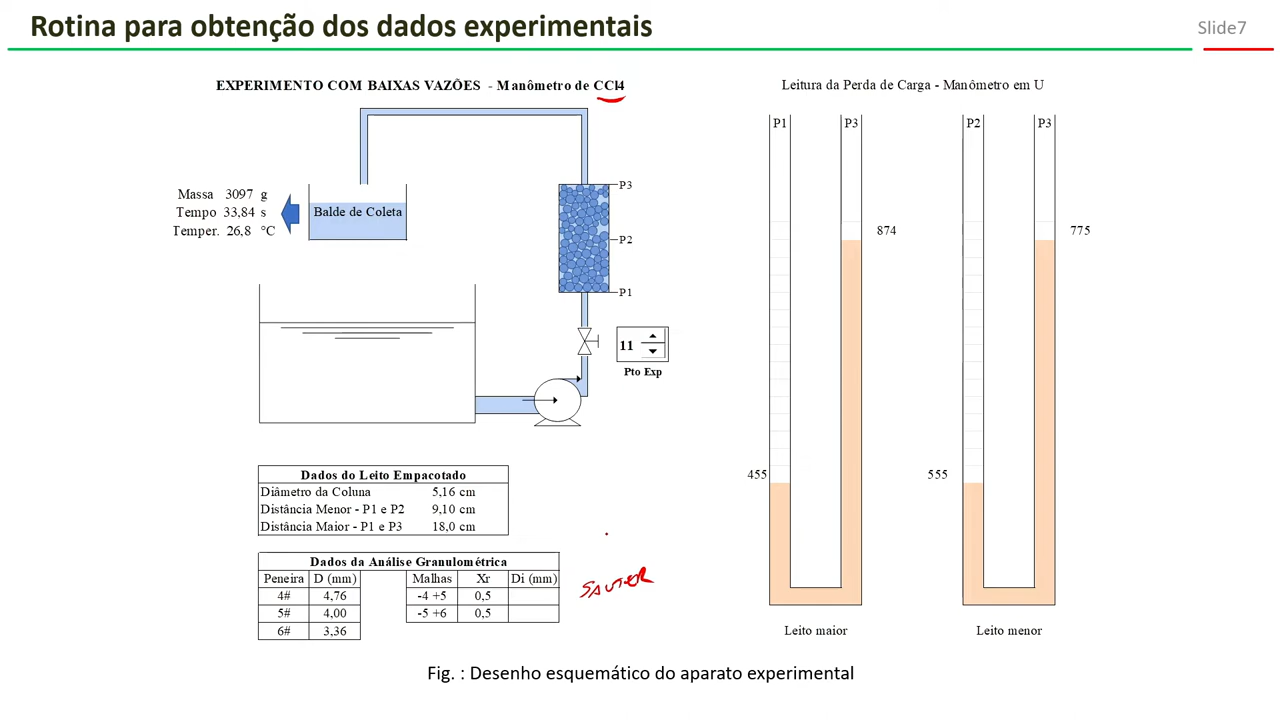 Rotina para obtenção dos dados experimentais
Slide7
EXPERIMENTO COM BAIXAS VAZÕES - Manômetro de CCl4
Leitura da Perda de Carga - Manômetro em U
Massa 3097 g
Tempo 33,84 s
Temper. 26,8 °C
Balde de Coleta
P3
P2
P1
11
Pto Exp
P1
P3
874
455
Leito maior
P2
P3
775
555
Leito menor
Dados do Leito Empacotado
Diâmetro da Coluna 5,16 cm
Distância Menor - P1 e P2 9,10 cm
Distância Maior - P1 e P3 18,0 cm
Dados da Análise Granulométrica
Peneira D (mm) Malhas Xr Di (mm)
4# 4,76 -4 +5 0,5
5# 4,00 -5 +6 0,5
6# 3,36
SAUTER
Fig. : Desenho esquemático do aparato experimental